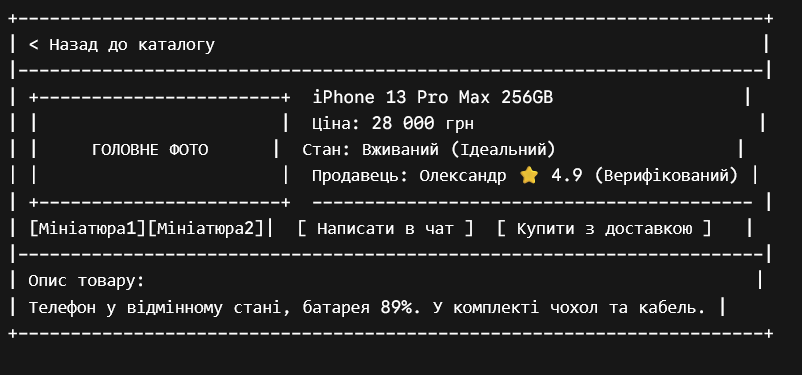 < Назад до каталогу
iPhone 13 Pro Max 256GB
Ціна: 28 000 грн
ГОЛОВНЕ ФОТО
Стан: Вживаний (Ідеальний)
Продавець: Олександр ⭐ 4.9 (Верифікований)
[Мініатюра1][Мініатюра2]
[ Написати в чат ] [ Купити з доставкою ]
Опис товару:
Телефон у відмінному стані, батарея 89%. У комплекті чохол та кабель.